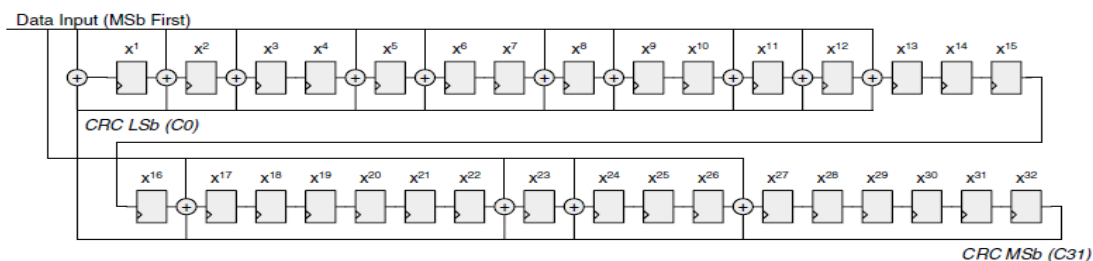 Data Input (MSb First)
x¹ x² x³ x⁴ x⁵ x⁶ x⁷ x⁸ x⁹ x¹⁰ x¹¹ x¹² x¹³ x¹⁴ x¹⁵
+ + + + + + + + + +
CRC LSb (C0)
x¹⁶ x¹⁷ x¹⁸ x¹⁹ x²⁰ x²¹ x²² x²³ x²⁴ x²⁵ x²⁶ x²⁷ x²⁸ x²⁹ x³⁰ x³¹ x³²
+ + + +
CRC MSb (C31)